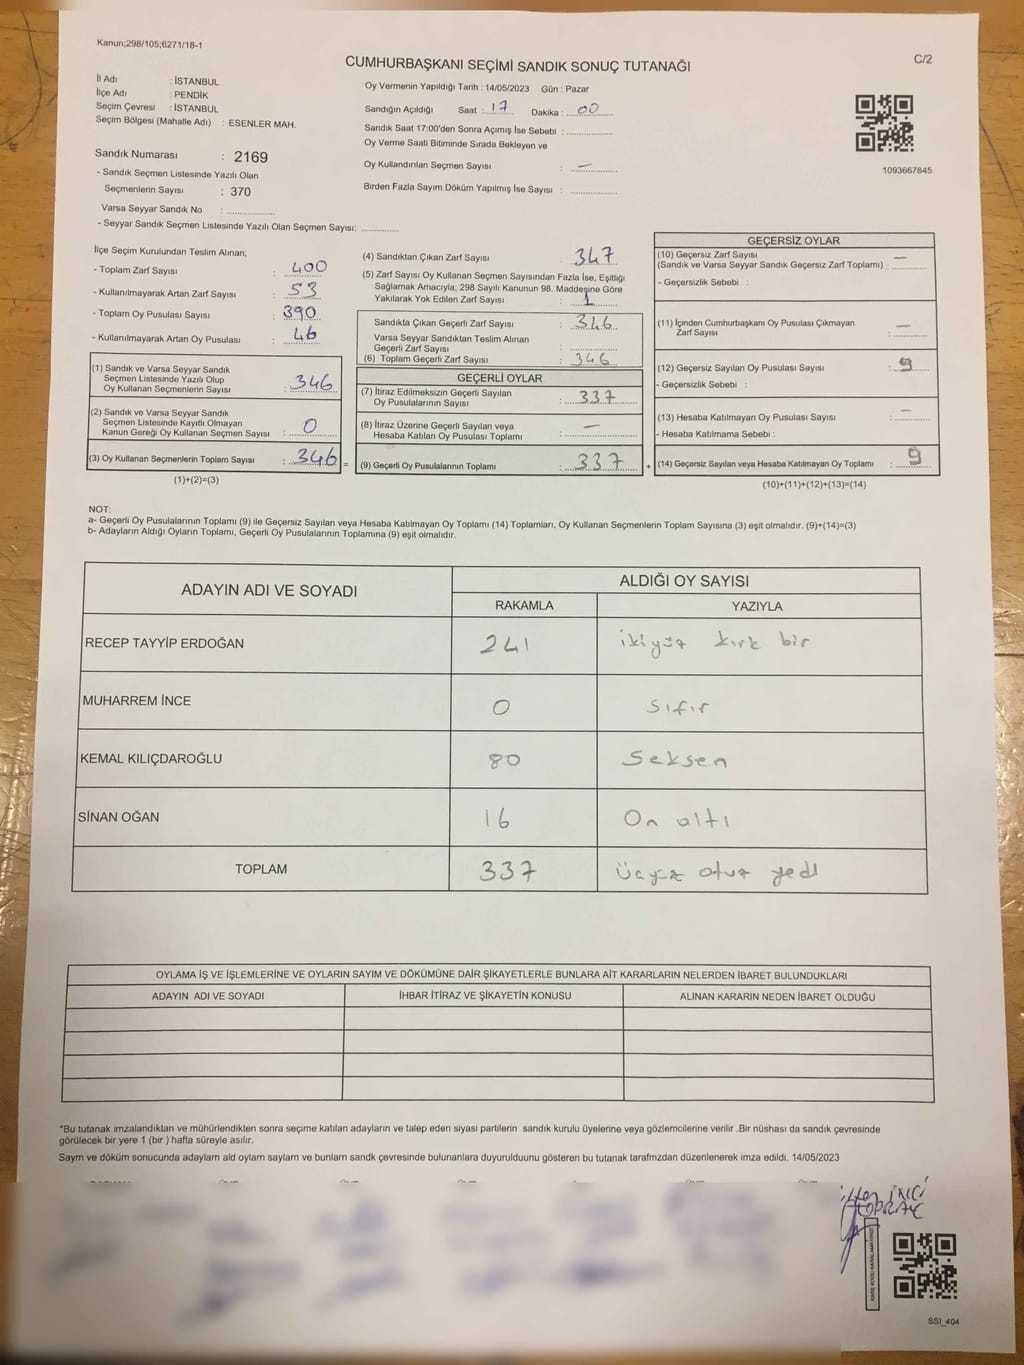 Kanun;298/105;6271/18-1
C/2
CUMHURBAŞKANI SEÇİMİ SANDIK SONUÇ TUTANAĞI
İl Adı : İSTANBUL
İlçe Adı : PENDİK
Seçim Çevresi : İSTANBUL
Seçim Bölgesi (Mahalle Adı) : ESENLER MAH.
Sandık Numarası : 2169
- Sandık Seçmen Listesinde Yazılı Olan
Seçmenlerin Sayısı : 370
Varsa Seyyar Sandık No :
- Seyyar Sandık Seçmen Listesinde Yazılı Olan Seçmen Sayısı:
Oy Vermenin Yapıldığı Tarih : 14/05/2023 Gün : Pazar
Sandığın Açıldığı Saat : 17 Dakika : 00
Sandık Saat 17:00'den Sonra Açımış İse Sebebi :
Oy Verme Saati Bitiminde Sırada Bekleyen ve
Oy Kullandırılan Seçmen Sayısı : —
Birden Fazla Sayım Döküm Yapılmış İse Sayısı :
1093667845
İlçe Seçim Kurulundan Teslim Alınan;
- Toplam Zarf Sayısı : 400
- Kullanılmayarak Artan Zarf Sayısı : 53
- Toplam Oy Pusulası Sayısı : 390
- Kullanılmayarak Artan Oy Pusulası : 46
(1) Sandık ve Varsa Seyyar Sandık
Seçmen Listesinde Yazılı Olup
Oy Kullanan Seçmenlerin Sayısı : 346
(2) Sandık ve Varsa Seyyar Sandık
Seçmen Listesinde Kayıtlı Olmayan
Kanun Gereği Oy Kullanan Seçmen Sayısı : 0
(3) Oy Kullanan Seçmenlerin Toplam Sayısı : 346 =
(1)+(2)=(3)
(4) Sandıktan Çıkan Zarf Sayısı : 347
(5) Zarf Sayısı Oy Kullanan Seçmen Sayısından Fazla İse, Eşitliği
Sağlamak Amacıyla; 298 Sayılı Kanunun 98. Maddesine Göre
Yakılarak Yok Edilen Zarf Sayısı : 1
Sandıkta Çıkan Geçerli Zarf Sayısı : 346
Varsa Seyyar Sandıktan Teslim Alınan
Geçerli Zarf Sayısı :
(6) Toplam Geçerli Zarf Sayısı : 346
GEÇERLİ OYLAR
(7) İtiraz Edilmeksizin Geçerli Sayılan
Oy Pusulalarının Sayısı : 337
(8) İtiraz Üzerine Geçerli Sayılan veya
Hesaba Katılan Oy Pusulası Toplamı : —
(9) Geçerli Oy Pusulalarının Toplamı : 337 +
GEÇERSİZ OYLAR
(10) Geçersiz Zarf Sayısı —
(Sandık ve Varsa Seyyar Sandık Geçersiz Zarf Toplamı) :
- Geçersizlik Sebebi :
(11) İçinden Cumhurbaşkanı Oy Pusulası Çıkmayan —
Zarf Sayısı :
(12) Geçersiz Sayılan Oy Pusulası Sayısı : 9
- Geçersizlik Sebebi :
(13) Hesaba Katılmayan Oy Pusulası Sayısı : —
- Hesaba Katılmama Sebebi :
(14) Geçersiz Sayılan veya Hesaba Katılmayan Oy Toplamı : 9
(10)+(11)+(12)+(13)=(14)
NOT:
a- Geçerli Oy Pusulalarının Toplamı (9) ile Geçersiz Sayılan veya Hesaba Katılmayan Oy Toplamı (14) Toplamları, Oy Kullanan Seçmenlerin Toplam Sayısına (3) eşit olmalıdır. (9)+(14)=(3)
b- Adayların Aldığı Oyların Toplamı, Geçerli Oy Pusulalarının Toplamına (9) eşit olmalıdır.
ADAYIN ADI VE SOYADI ALDIĞI OY SAYISI
RAKAMLA YAZIYLA
RECEP TAYYİP ERDOĞAN 241 ikiyüz kırk bir
MUHARREM İNCE 0 sıfır
KEMAL KILIÇDAROĞLU 80 Seksen
SİNAN OĞAN 16 On altı
TOPLAM 337 Üçyüz otuz yedi
OYLAMA İŞ VE İŞLEMLERİNE VE OYLARIN SAYIM VE DÖKÜMÜNE DAİR ŞİKAYETLERLE BUNLARA AİT KARARLARIN NELERDEN İBARET BULUNDUKLARI
ADAYIN ADI VE SOYADI İHBAR İTİRAZ VE ŞİKAYETİN KONUSU ALINAN KARARIN NEDEN İBARET OLDUĞU
*Bu tutanak imzalandıktan ve mühürlendikten sonra seçime katılan adayların ve talep eden siyasi partilerin sandık kurulu üyelerine veya gözlemcilerine verilir .Bir nüshası da sandık çevresinde
görülecek bir yere 1 (bir ) hafta süreyle asılır.
Sayım ve döküm sonucunda adayların ald oyların sayların ve bunların sandk çevresinde bulunanlara duyurulduunu gösteren bu tutanak tarafmzdan düzenlenerek imza edildi. 14/05/2023
SSI_404